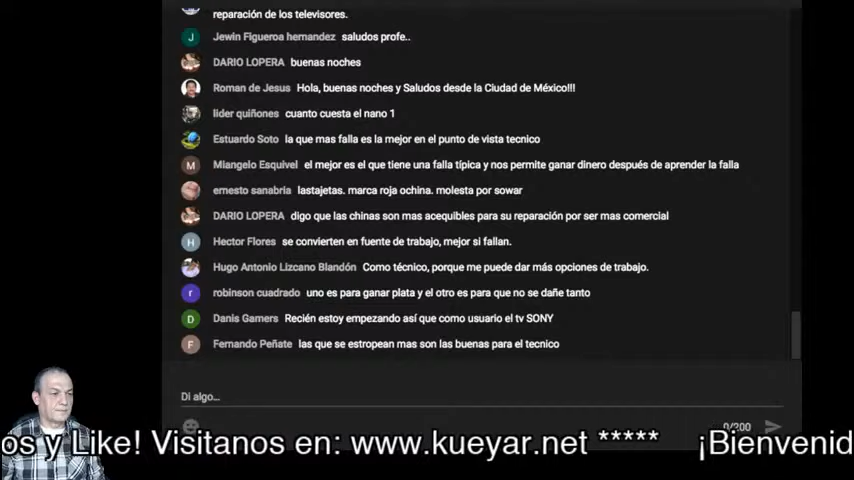 reparación de los televisores.
J Jewin Figueroa hernandez saludos profe..
DARIO LOPERA buenas noches
Roman de Jesus Hola, buenas noches y Saludos desde la Ciudad de México!!!
lider quiñones cuanto cuesta el nano 1
Estuardo Soto la que mas falla es la mejor en el punto de vista tecnico
M Miangelo Esquivel el mejor es el que tiene una falla típica y nos permite ganar dinero después de aprender la falla
ernesto sanabria lastajetas. marca roja ochina. molesta por sowar
DARIO LOPERA digo que las chinas son mas acequibles para su reparación por ser mas comercial
H Hector Flores se convierten en fuente de trabajo, mejor si fallan.
Hugo Antonio Lizcano Blandón Como técnico, porque me puede dar más opciones de trabajo.
r robinson cuadrado uno es para ganar plata y el otro es para que no se dañe tanto
D Danis Gamers Recién estoy empezando así que como usuario el tv SONY
F Fernando Peñate las que se estropean mas son las buenas para el tecnico
Di algo...
0/200
os y Like! Visitanos en: www.kueyar.net ***** ¡Bienvenid